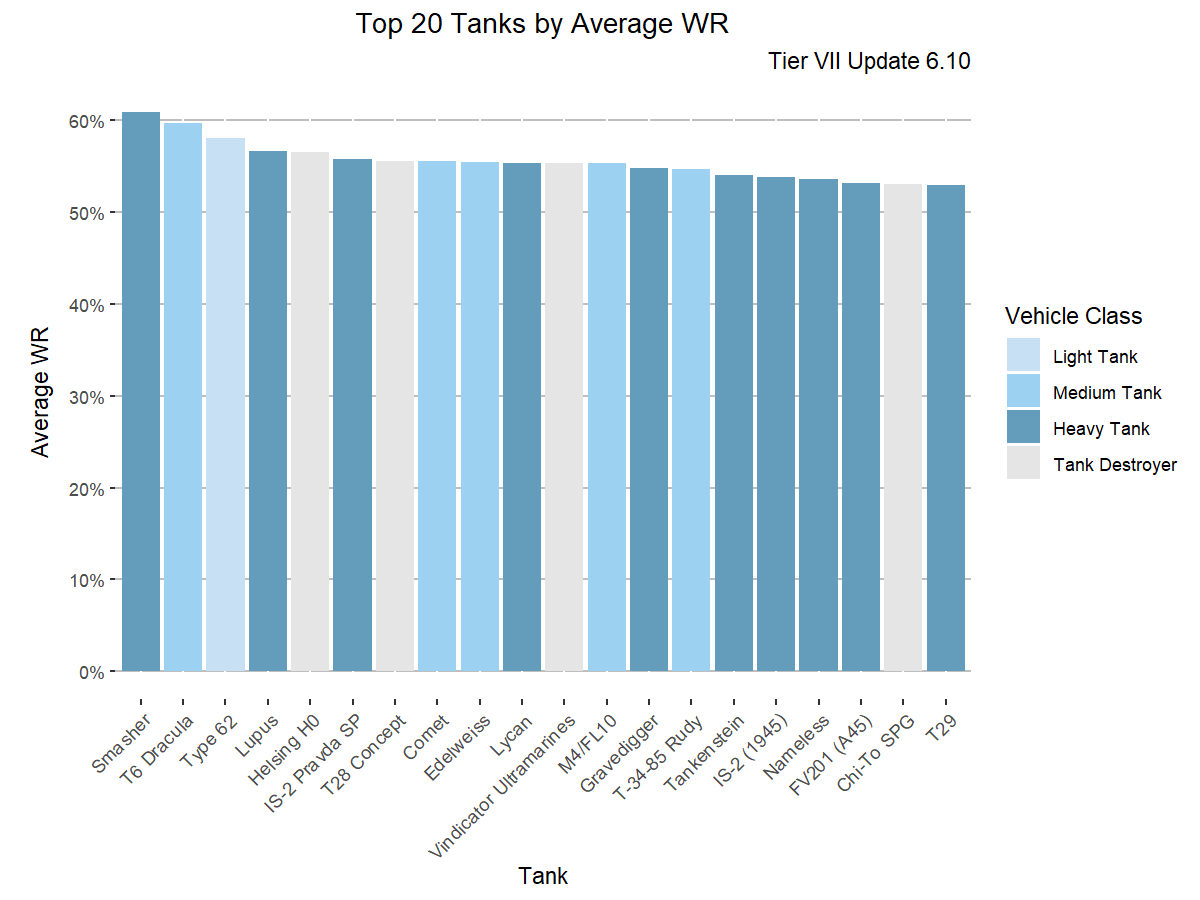 Top 20 Tanks by Average WR
Tier VII Update 6.10
Average WR
60%
50%
40%
30%
20%
10%
0%
Smasher
T6 Dracula
Type 62
Lupus
Helsing H0
IS-2 Pravda SP
T28 Concept
Comet
Edelweiss
Lycan
Vindicator Ultramarines
M4/FL10
Gravedigger
T-34-85 Rudy
Tankenstein
IS-2 (1945)
Nameless
FV201 (A45)
Chi-To SPG
T29
Tank
Vehicle Class
Light Tank
Medium Tank
Heavy Tank
Tank Destroyer